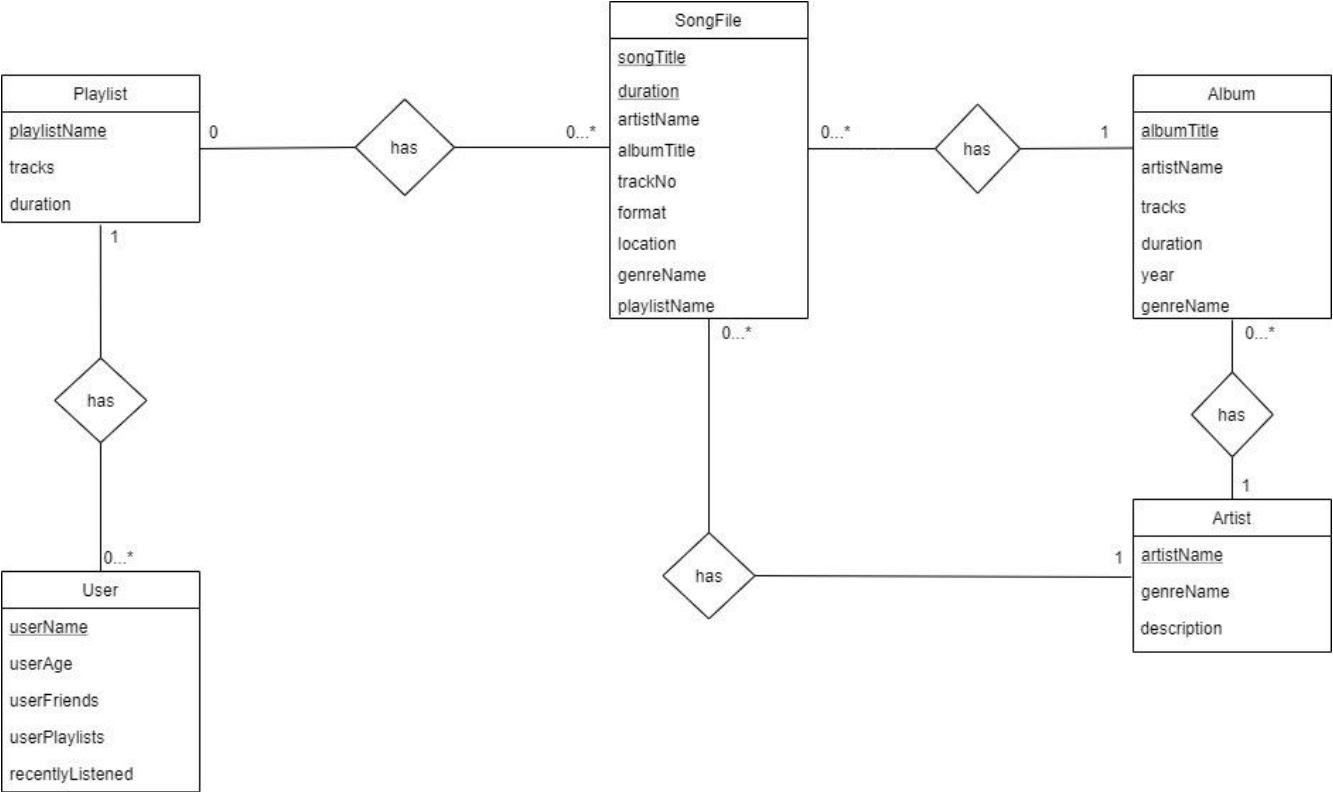 SongFile
songTitle
duration
artistName
albumTitle
trackNo
format
location
genreName
playlistName
Playlist
playlistName
tracks
duration
0
has
0...*
0...*
has
1
Album
albumTitle
artistName
tracks
duration
year
genreName
1
has
0...*
0...*
has
1
0...*
has
1
Artist
artistName
genreName
description
User
userName
userAge
userFriends
userPlaylists
recentlyListened